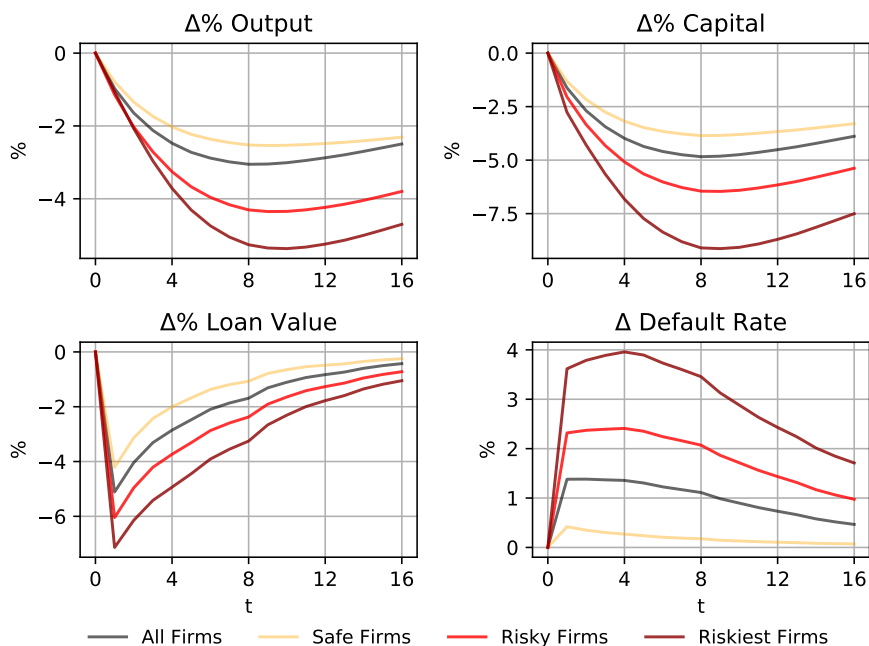 Δ% Output
Δ% Capital
0
−2
−4
%
0 4 8 12 16
0.0
−2.5
−5.0
−7.5
%
0 4 8 12 16
Δ% Loan Value
Δ Default Rate
0
−2
−4
−6
%
0 4 8 12 16
t
4
3
2
1
0
%
0 4 8 12 16
t
All Firms Safe Firms Risky Firms Riskiest Firms